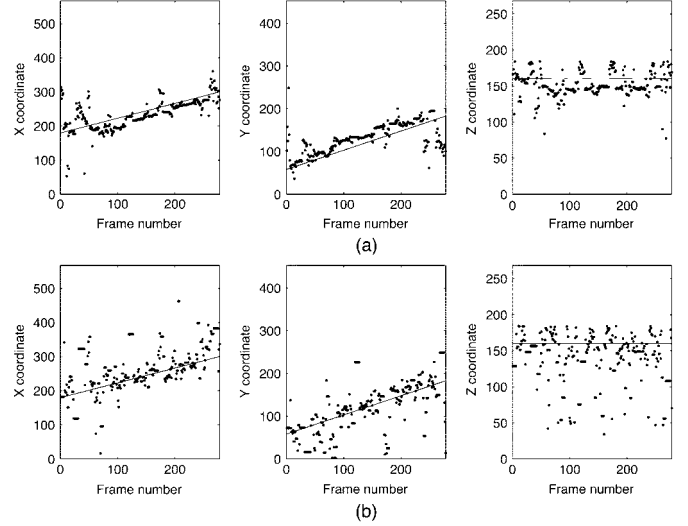 500
400
300
200
100
0
X coordinate
0 100 200
Frame number
400
300
200
100
0
Y coordinate
0 100 200
Frame number
250
200
150
100
50
0
Z coordinate
0 100 200
Frame number
(a)
500
400
300
200
100
0
X coordinate
0 100 200
Frame number
400
300
200
100
0
Y coordinate
0 100 200
Frame number
250
200
150
100
50
0
Z coordinate
0 100 200
Frame number
(b)